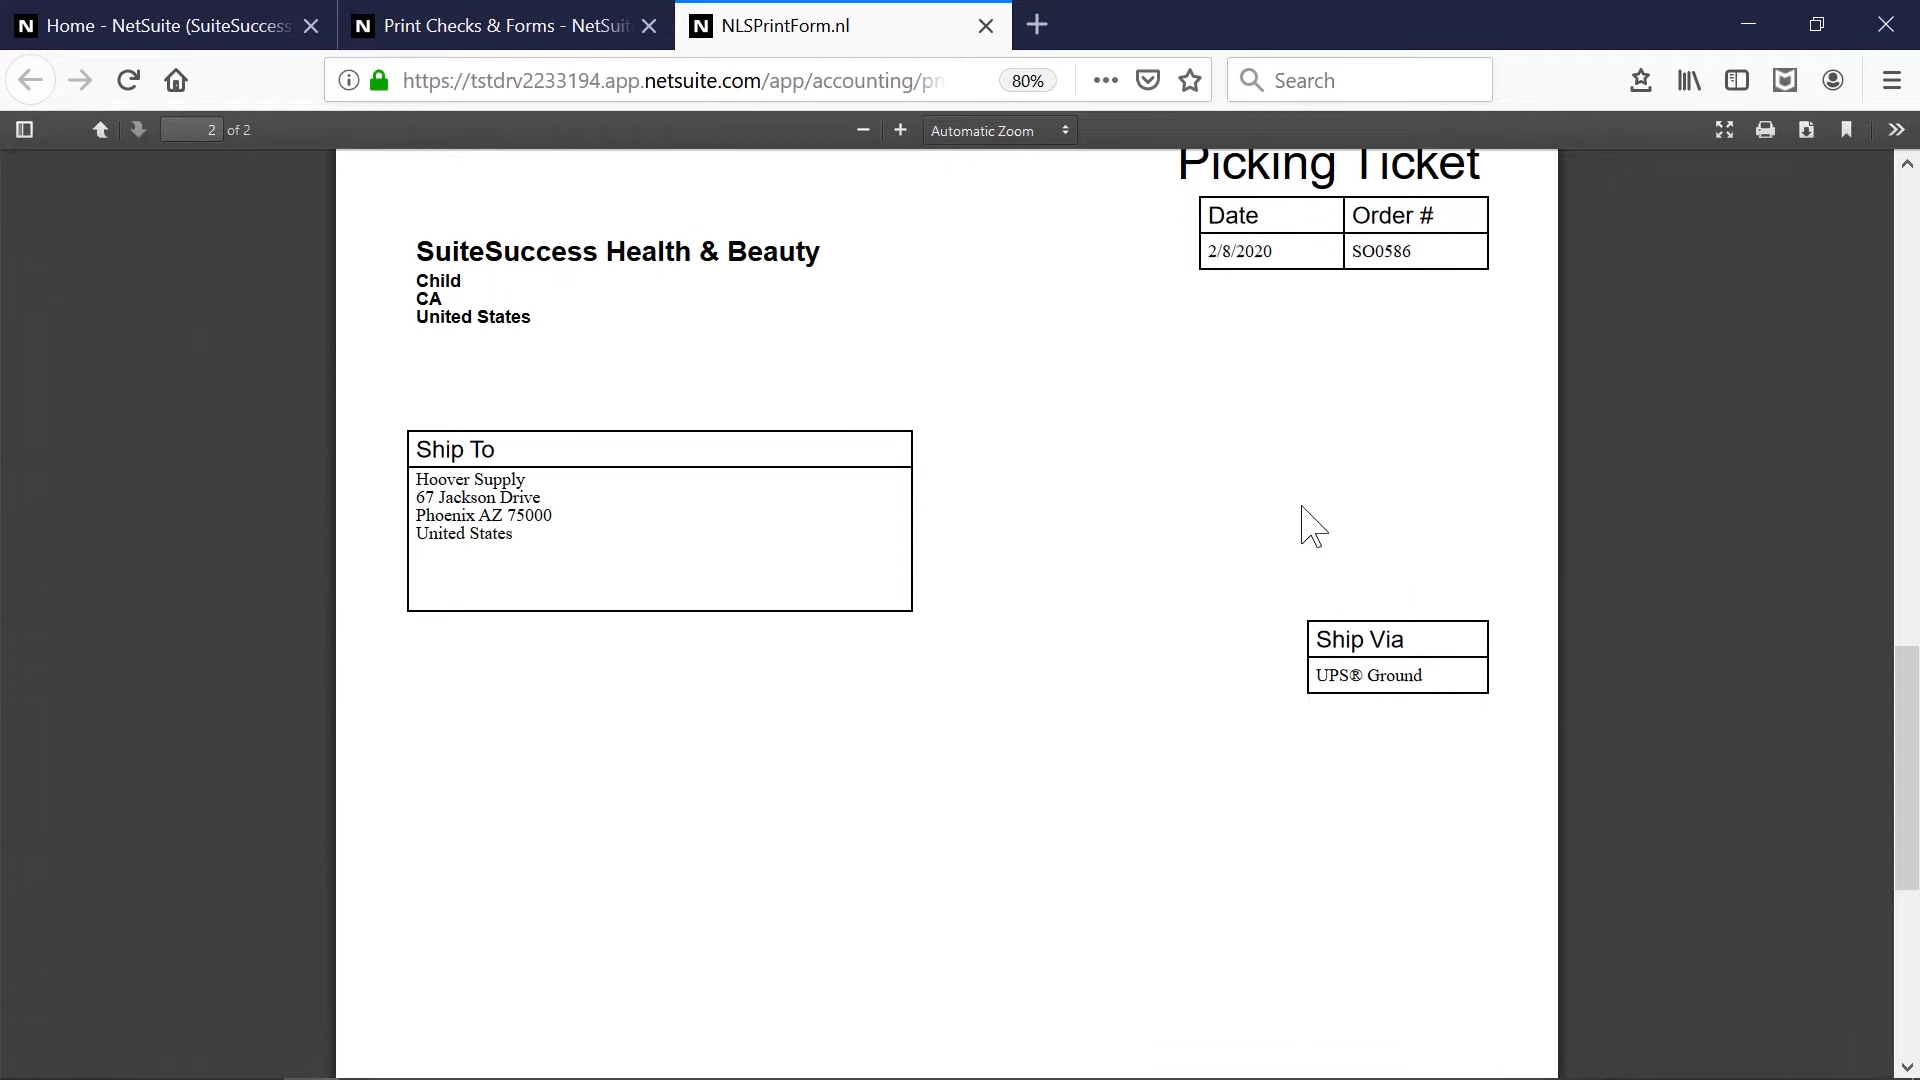 Home - NetSuite (SuiteSuccess
Print Checks & Forms - NetSuit
NLSPrintForm.nl
https://tstdrv2233194.app.netsuite.com/app/accounting/pr
80%
Search
2 of 2
Automatic Zoom
Picking Ticket
Date Order #
2/8/2020 SO0586
SuiteSuccess Health & Beauty
Child
CA
United States
Ship To
Hoover Supply
67 Jackson Drive
Phoenix AZ 75000
United States
Ship Via
UPS® Ground